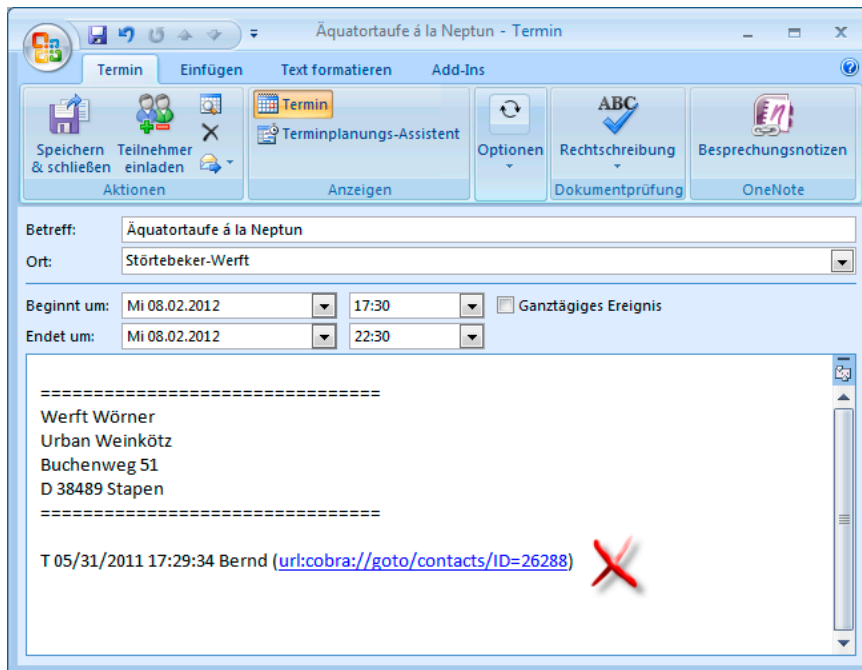 Äquatortaufe á la Neptun - Termin
Termin Einfügen Text formatieren Add-Ins
Speichern & schließen
Teilnehmer einladen
Aktionen
Termin
Terminplanungs-Assistent
Anzeigen
Optionen
ABC
Rechtschreibung
Dokumentprüfung
Besprechungsnotizen
OneNote
Betreff: Äquatortaufe á la Neptun
Ort: Störtebeker-Werft
Beginnt um: Mi 08.02.2012 17:30 Ganztägiges Ereignis
Endet um: Mi 08.02.2012 22:30
================================
Werft Wörner
Urban Weinkötz
Buchenweg 51
D 38489 Stapen
================================
T 05/31/2011 17:29:34 Bernd (url:cobra://goto/contacts/ID=26288)